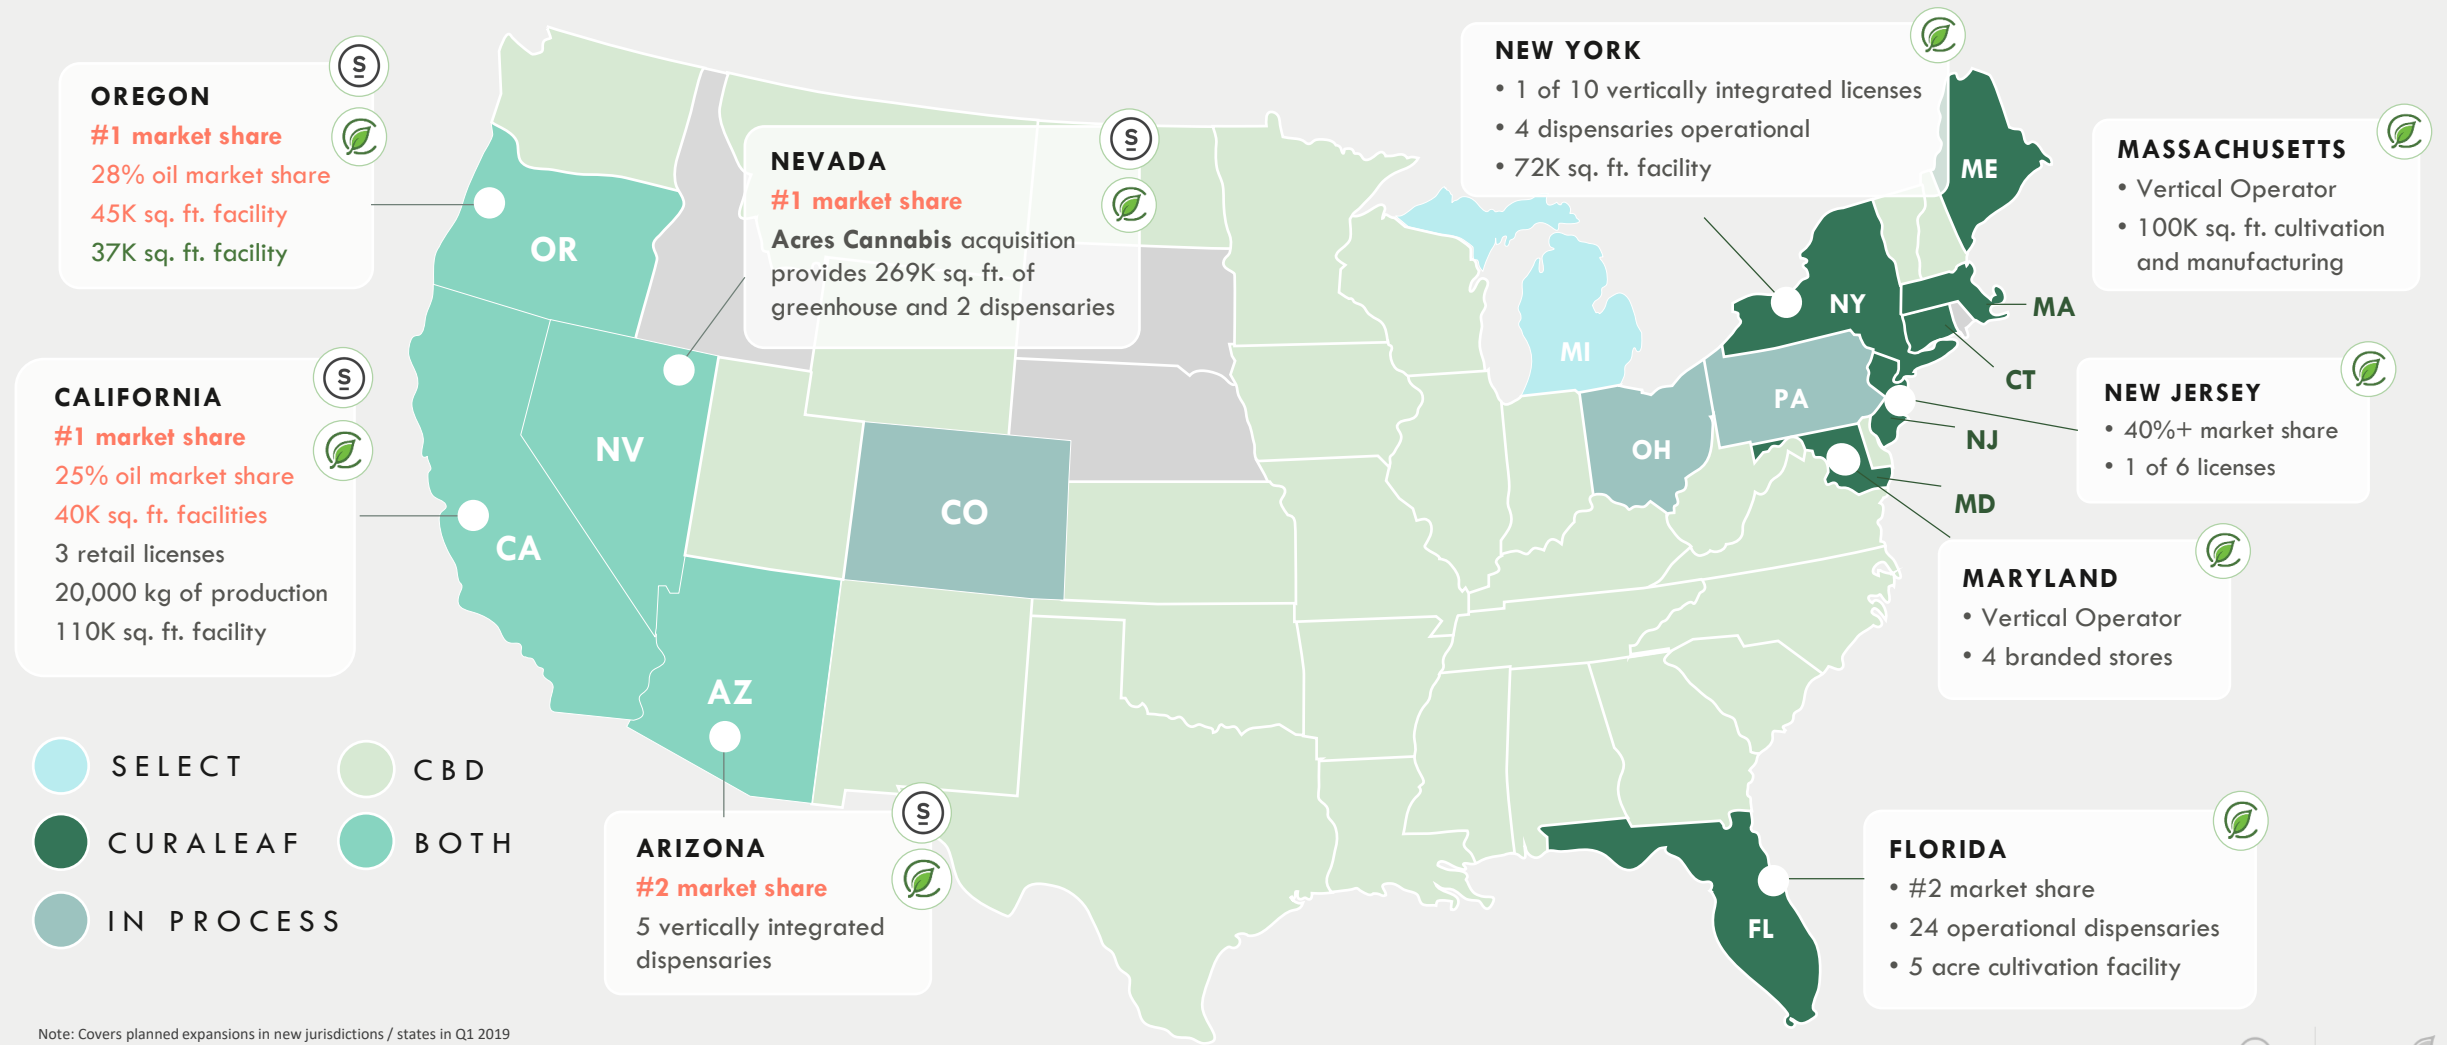 OREGON
#1 market share
28% oil market share
45K sq. ft. facility
37K sq. ft. facility
S
NEVADA
#1 market share
Acres Cannabis acquisition
provides 269K sq. ft. of
greenhouse and 2 dispensaries
S
NEW YORK
• 1 of 10 vertically integrated licenses
• 4 dispensaries operational
• 72K sq. ft. facility
MASSACHUSETTS
• Vertical Operator
• 100K sq. ft. cultivation
and manufacturing
CALIFORNIA
#1 market share
25% oil market share
40K sq. ft. facilities
3 retail licenses
20,000 kg of production
110K sq. ft. facility
S
NEW JERSEY
• 40%+ market share
• 1 of 6 licenses
MARYLAND
• Vertical Operator
• 4 branded stores
ARIZONA
#2 market share
5 vertically integrated
dispensaries
S
FLORIDA
• #2 market share
• 24 operational dispensaries
• 5 acre cultivation facility
OR
CA
NV
AZ
CO
MI
OH
PA
NY
ME
MA
CT
NJ
MD
FL
SELECT
CBD
CURALEAF
BOTH
IN PROCESS
Note: Covers planned expansions in new jurisdictions / states in Q1 2019